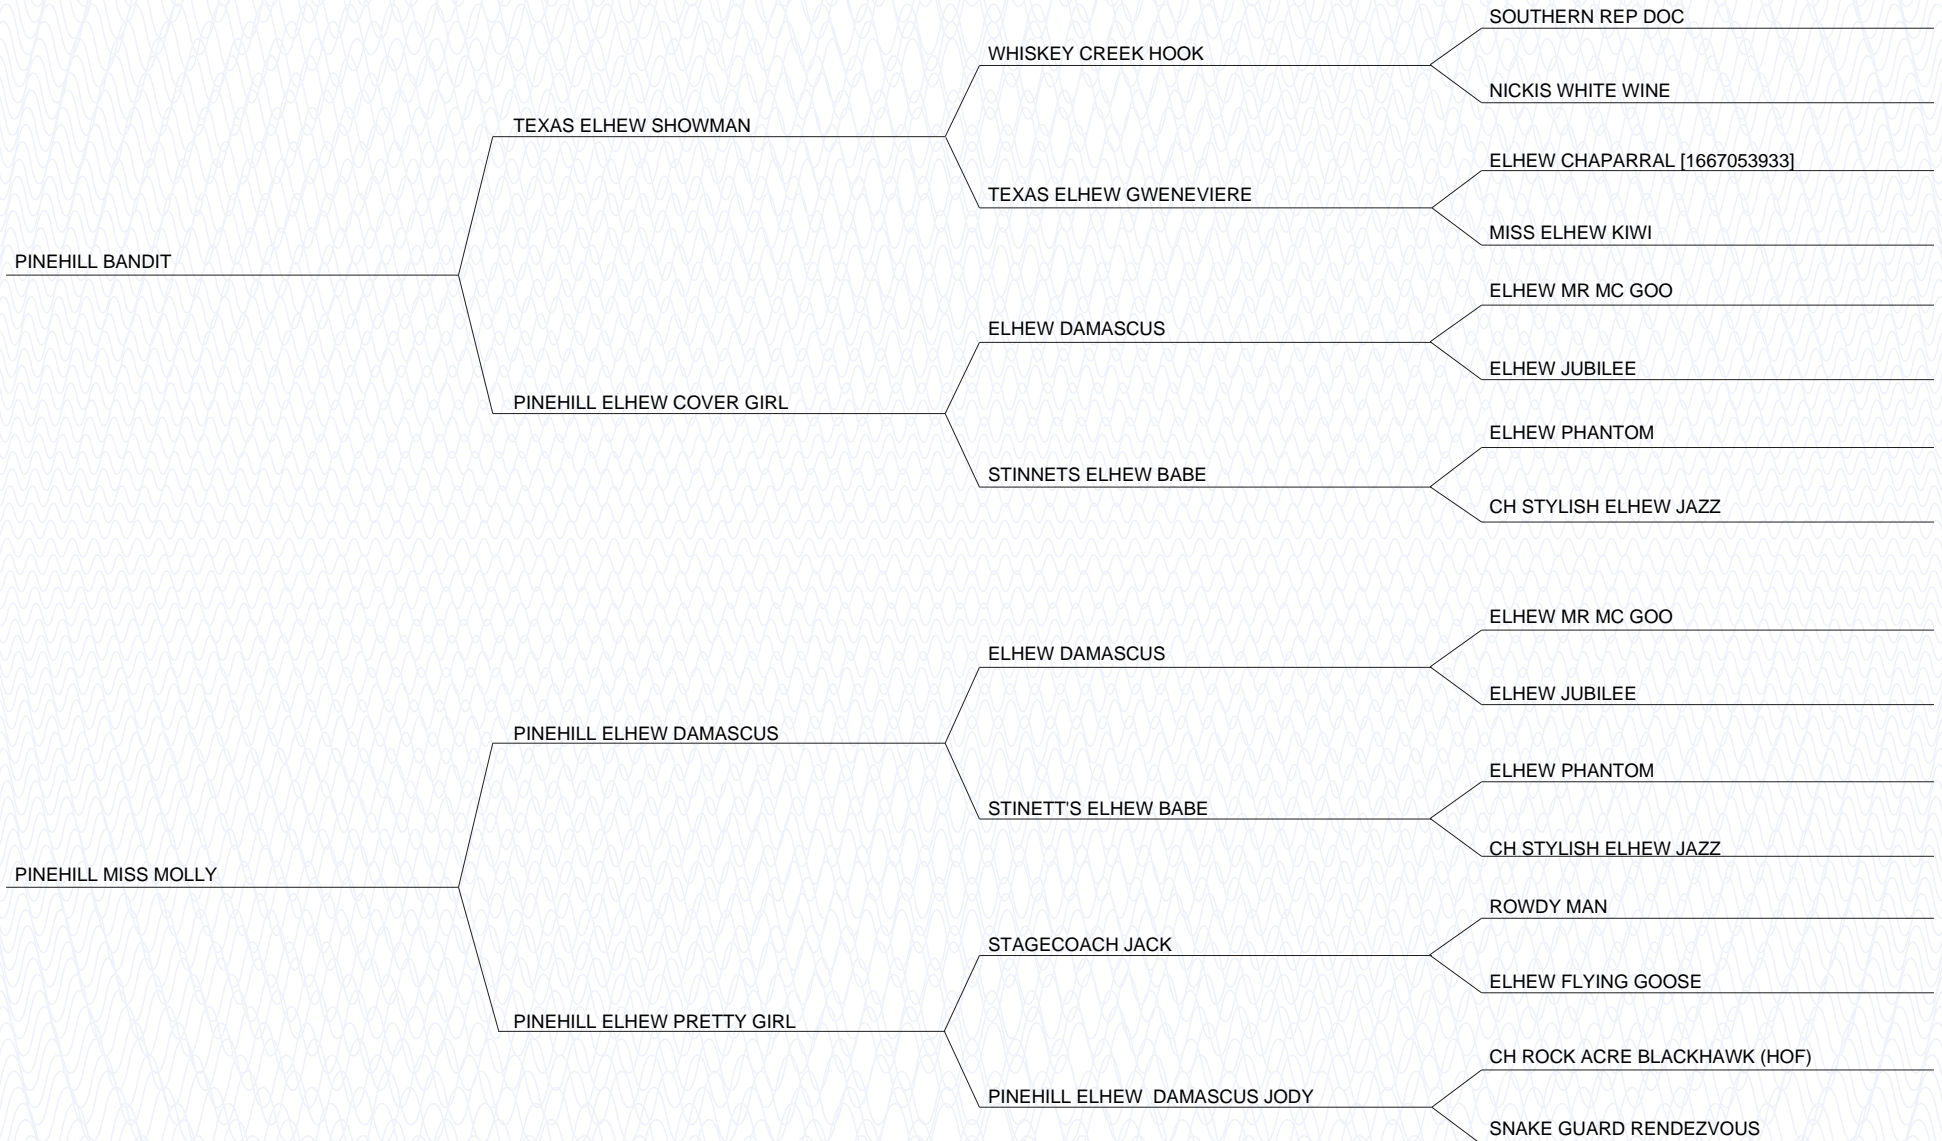 SOUTHERN REP DOC
WHISKEY CREEK HOOK
NICKIS WHITE WINE
TEXAS ELHEW SHOWMAN
ELHEW CHAPARRAL [1667053933]
TEXAS ELHEW GWENEVIERE
MISS ELHEW KIWI
PINEHILL BANDIT
ELHEW MR MC GOO
ELHEW DAMASCUS
ELHEW JUBILEE
PINEHILL ELHEW COVER GIRL
ELHEW PHANTOM
STINNETS ELHEW BABE
CH STYLISH ELHEW JAZZ
ELHEW MR MC GOO
ELHEW DAMASCUS
ELHEW JUBILEE
PINEHILL ELHEW DAMASCUS
ELHEW PHANTOM
STINETT'S ELHEW BABE
CH STYLISH ELHEW JAZZ
PINEHILL MISS MOLLY
ROWDY MAN
STAGECOACH JACK
ELHEW FLYING GOOSE
PINEHILL ELHEW PRETTY GIRL
CH ROCK ACRE BLACKHAWK (HOF)
PINEHILL ELHEW  DAMASCUS JODY
SNAKE GUARD RENDEZVOUS